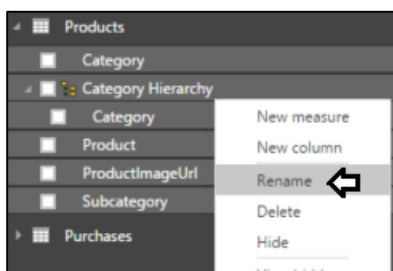 Products
Category
Category Hierarchy
Category
New measure
Product
New column
ProductImageUrl
Rename
Subcategory
Delete
Purchases
Hide